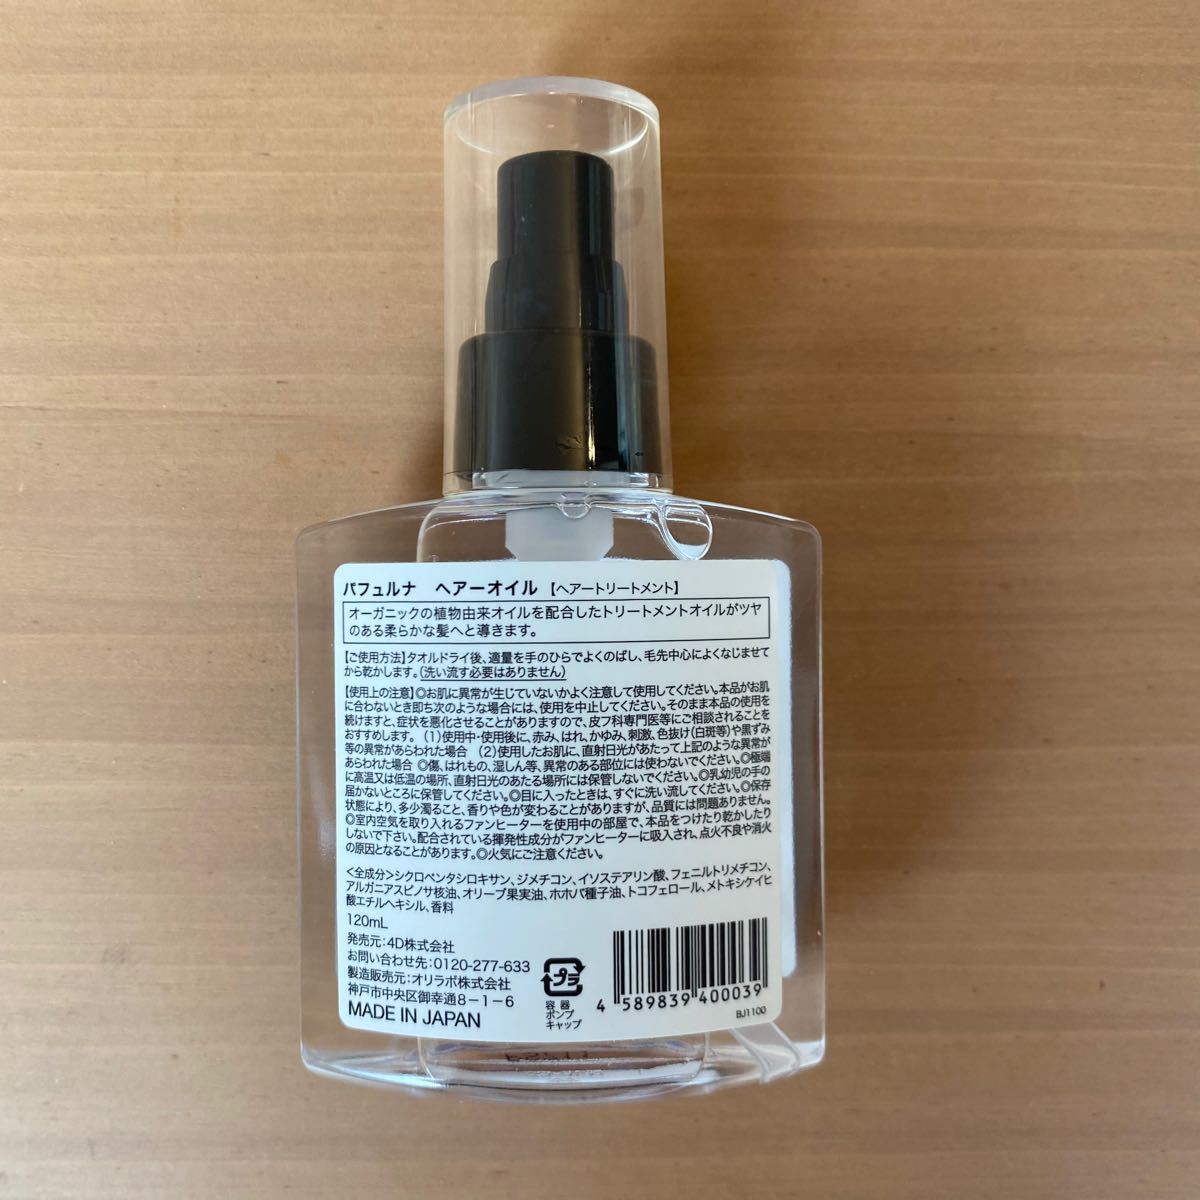 パフュルナ　ヘアーオイル【ヘアートリートメント】
オーガニックの植物由来オイルを配合したトリートメントオイルがツヤ
のある柔らかな髪へと導きます。
【ご使用方法】タオルドライ後、適量を手のひらでよくのばし、毛先中心によくなじませて
から乾かします。(洗い流す必要はありません)
【使用上の注意】◎お肌に異常が生じていないかよく注意して使用してください。本品がお肌
に合わないとき即ち次のような場合には、使用を中止してください。そのまま本品の使用を
続けますと、症状を悪化させることがありますので、皮フ科専門医等にご相談されることを
おすすめします。(1)使用中・使用後に、赤み、はれ、かゆみ、刺激、色抜け(白斑等)や黒ずみ
等の異常があらわれた場合 (2)使用したお肌に、直射日光があたって上記のような異常が
あらわれた場合 ◎傷、はれもの、湿しん等、異常のある部位には使わないでください。◎極端
に高温又は低温の場所、直射日光のあたる場所には保管しないでください。◎乳幼児の手の
届かないところに保管してください。◎目に入ったときは、すぐに洗い流してください。◎保存
状態により、多少濁ること、香りや色が変わることがありますが、品質には問題ありません。
◎室内空気を取り入れるファンヒーターを使用中の部屋で、本品をつけたり乾かしたり
しないで下さい。配合されている揮発性成分がファンヒーターに吸入され、点火不良や消火
の原因となることがあります。◎火気にご注意ください。
<全成分>シクロペンタシロキサン、ジメチコン、イソステアリン酸、フェニルトリメチコン、
アルガニアスピノサ核油、オリーブ果実油、ホホバ種子油、トコフェロール、メトキシケイヒ
酸エチルヘキシル、香料
120mL
発売元:4D株式会社
お問い合わせ先:0120-277-633
製造販売元:オリラボ株式会社
神戸市中央区御幸通8-1-6
MADE IN JAPAN
プラ
容器
ポンプ
キャップ
4 589839 400039
BJ1100